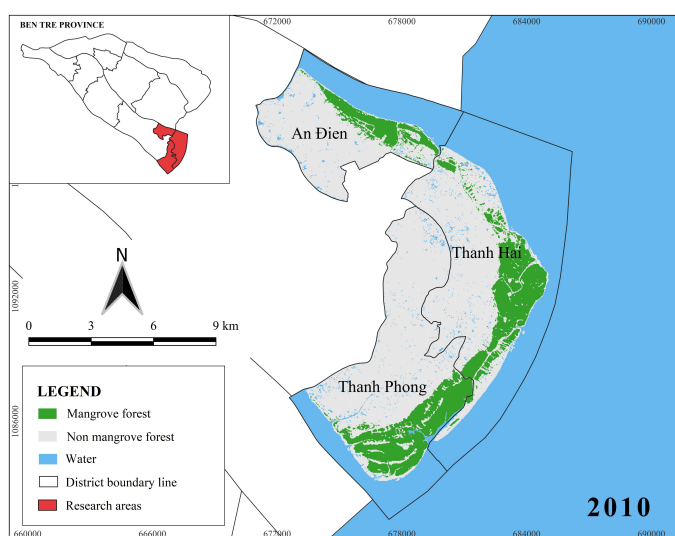 BEN TRE PROVINCE
672000
678000
684000
690000
An Đien
Thanh Hai
N
1092000
0 3 6 9 km
Thanh Phong
LEGEND
Mangrove forest
Non mangrove forest
Water
District boundary line
Research areas
1086000
2010
660000
666000
672000
678000
684000
690000